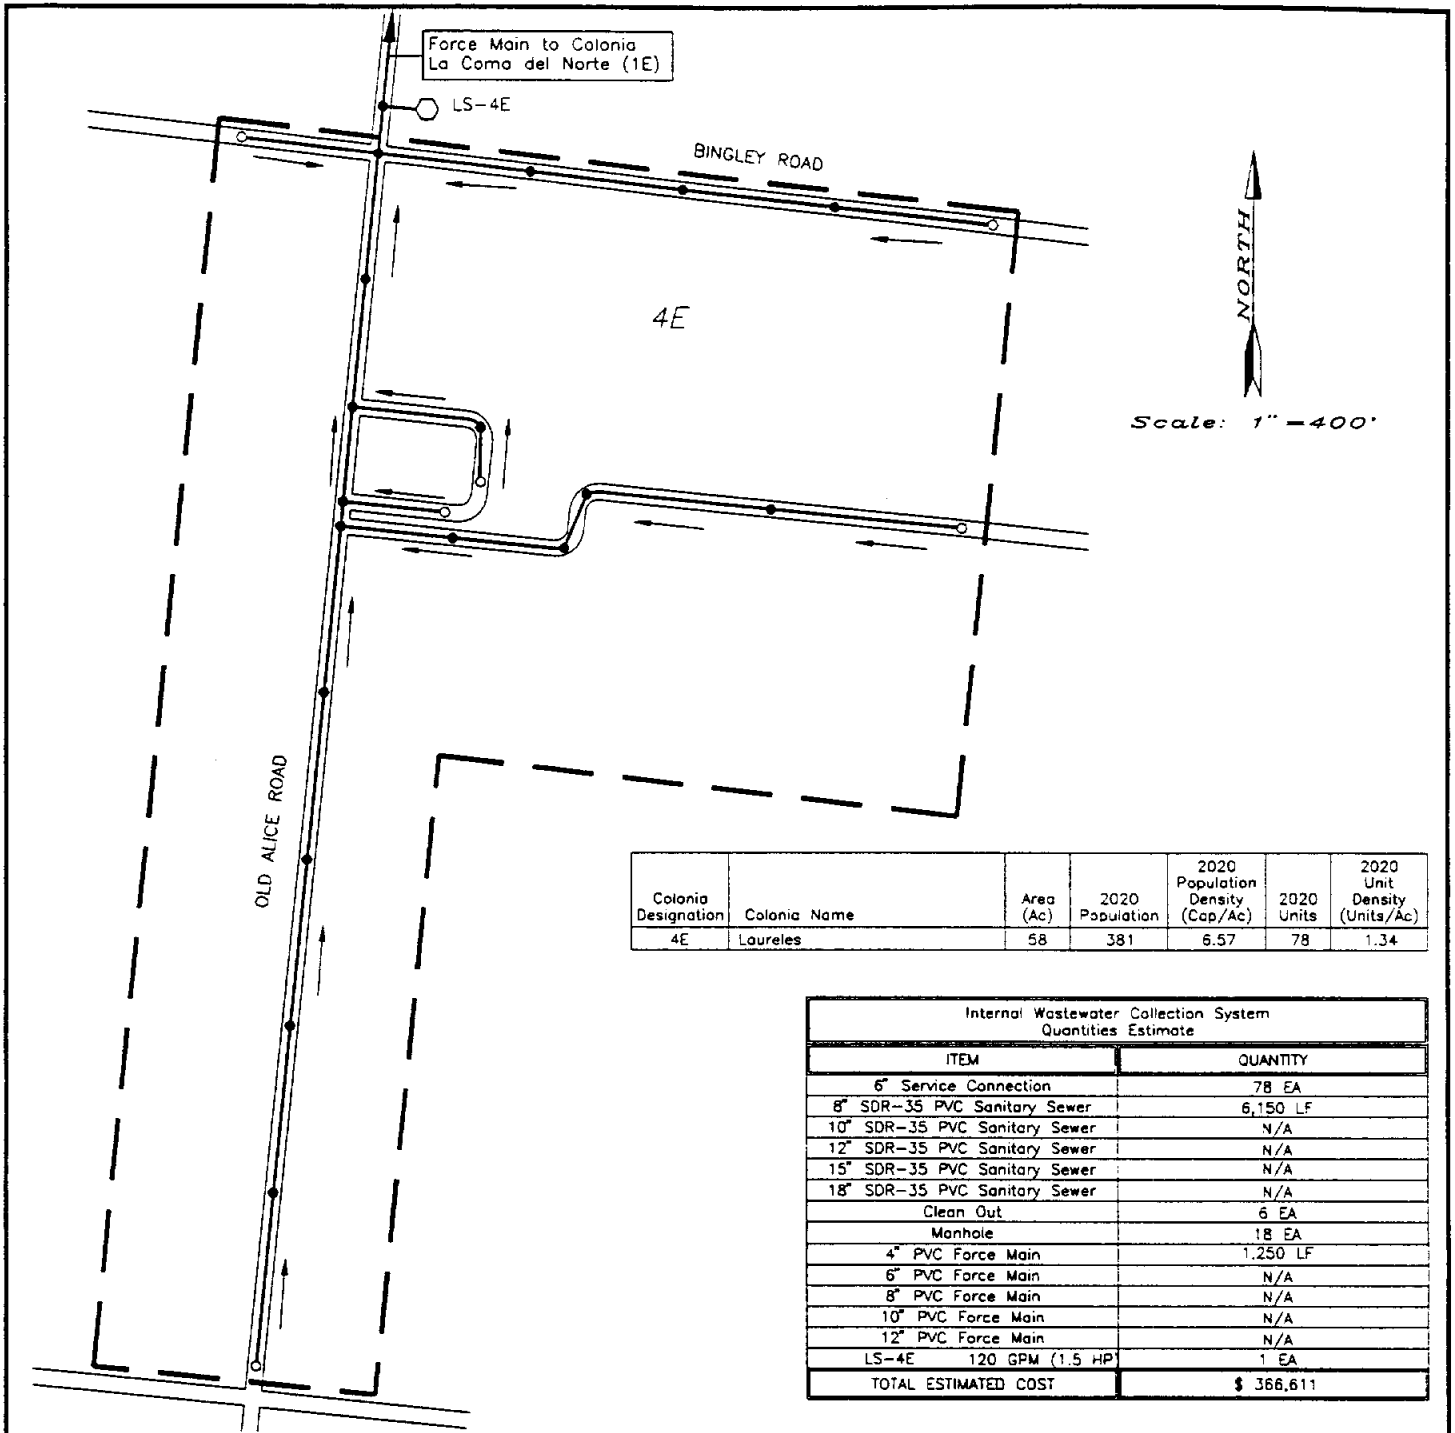 Force Main to Colonia
La Coma del Norte (1E)
LS-4E
BINGLEY ROAD
NORTH
4E
Scale: 1"=400'
OLD ALICE ROAD
Colonia Designation Colonia Name Area (Ac) 2020 Population 2020 Population Density (Cap/Ac) 2020 Units 2020 Unit Density (Units/Ac)
4E Laureles 58 381 6.57 78 1.34
Internal Wastewater Collection System
Quantities Estimate
ITEM QUANTITY
6" Service Connection 78 EA
8" SDR-35 PVC Sanitary Sewer 6,150 LF
10" SDR-35 PVC Sanitary Sewer N/A
12" SDR-35 PVC Sanitary Sewer N/A
15" SDR-35 PVC Sanitary Sewer N/A
18" SDR-35 PVC Sanitary Sewer N/A
Clean Out 6 EA
Manhole 18 EA
4" PVC Force Main 1,250 LF
6" PVC Force Main N/A
8" PVC Force Main N/A
10" PVC Force Main N/A
12" PVC Force Main N/A
LS-4E 120 GPM (1.5 HP) 1 EA
TOTAL ESTIMATED COST $ 366,611